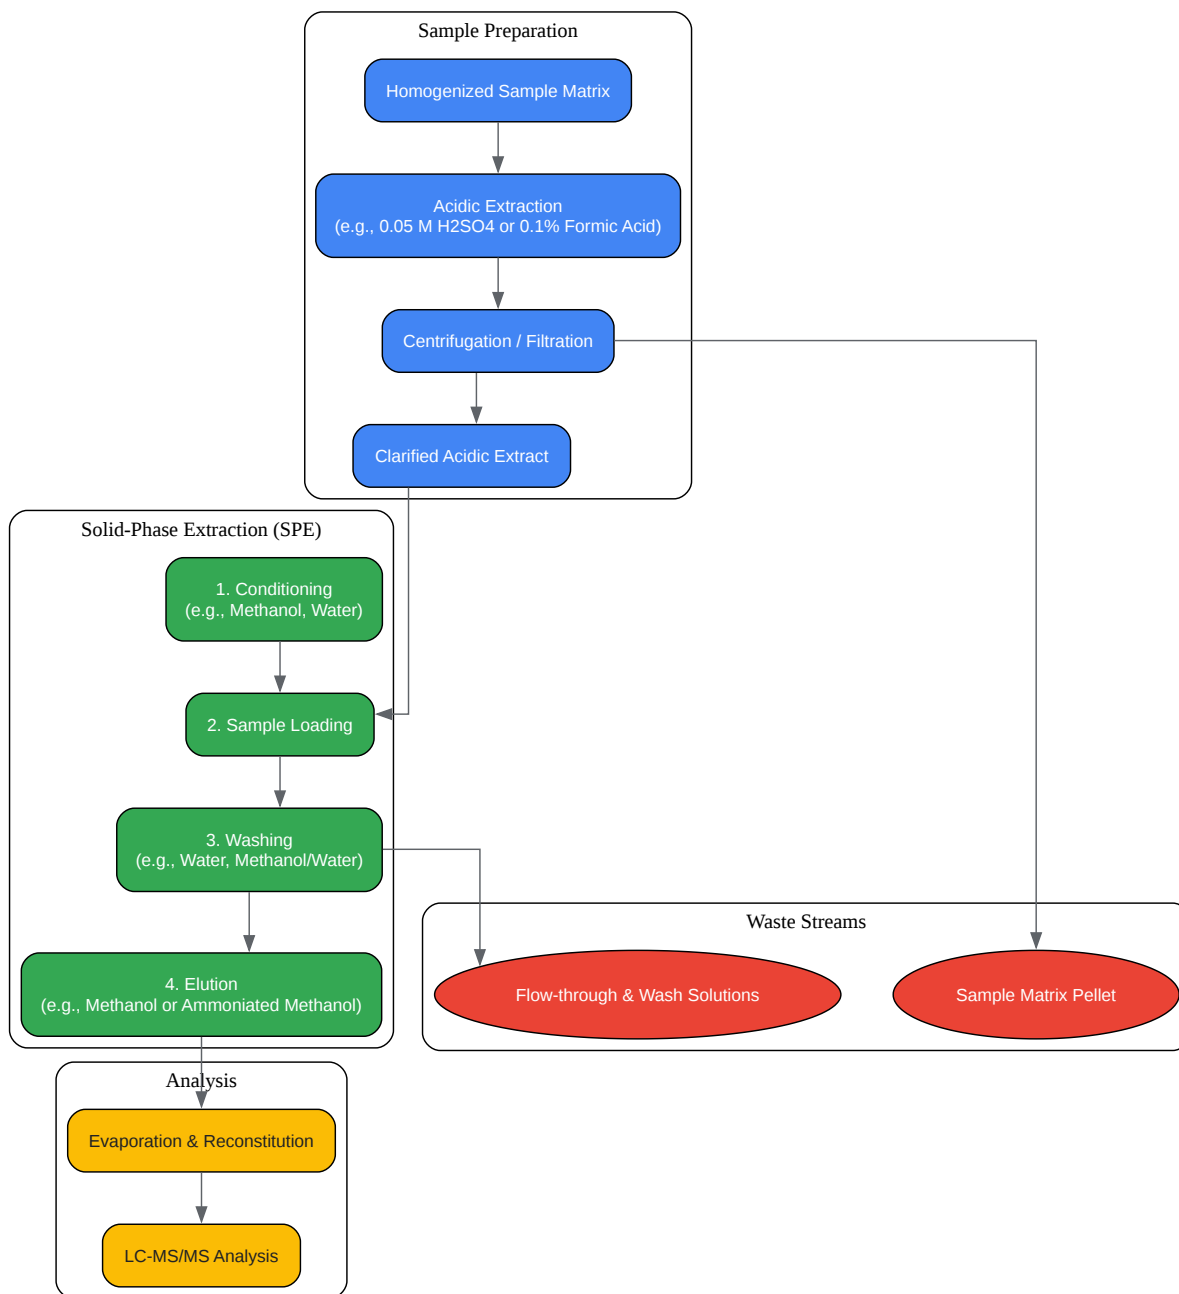 Sample Preparation
Homogenized Sample Matrix
Acidic Extraction
(e.g., 0.05 M H2SO4 or 0.1% Formic Acid)
Centrifugation / Filtration
Clarified Acidic Extract
Solid-Phase Extraction (SPE)
1. Conditioning
(e.g., Methanol, Water)
2. Sample Loading
3. Washing
(e.g., Water, Methanol/Water)
4. Elution
(e.g., Methanol or Ammoniated Methanol)
Waste Streams
Flow-through & Wash Solutions
Sample Matrix Pellet
Analysis
Evaporation & Reconstitution
LC-MS/MS Analysis